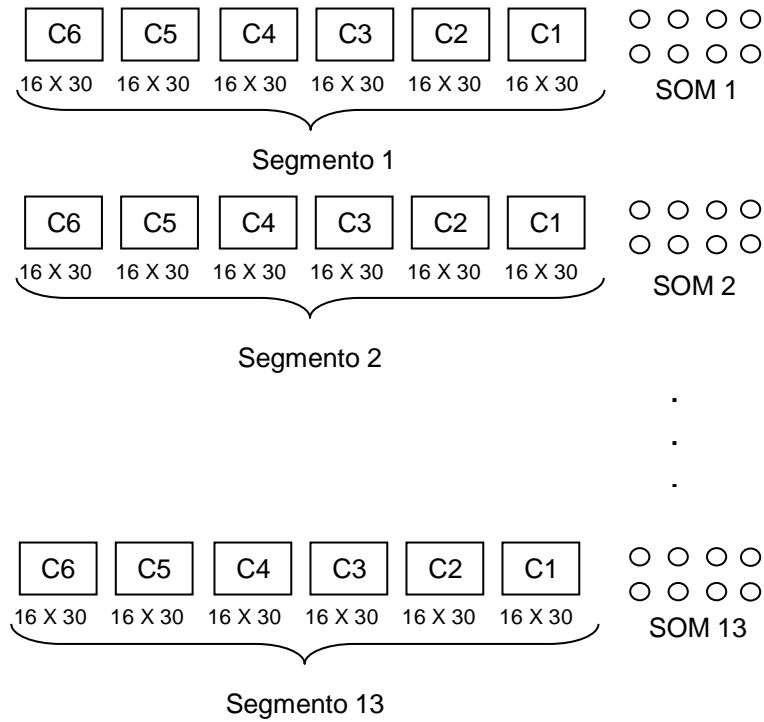 C6 C5 C4 C3 C2 C1
16 X 30 16 X 30 16 X 30 16 X 30 16 X 30 16 X 30
SOM 1
Segmento 1
C6 C5 C4 C3 C2 C1
16 X 30 16 X 30 16 X 30 16 X 30 16 X 30 16 X 30
SOM 2
Segmento 2
.
.
.
C6 C5 C4 C3 C2 C1
16 X 30 16 X 30 16 X 30 16 X 30 16 X 30 16 X 30
SOM 13
Segmento 13